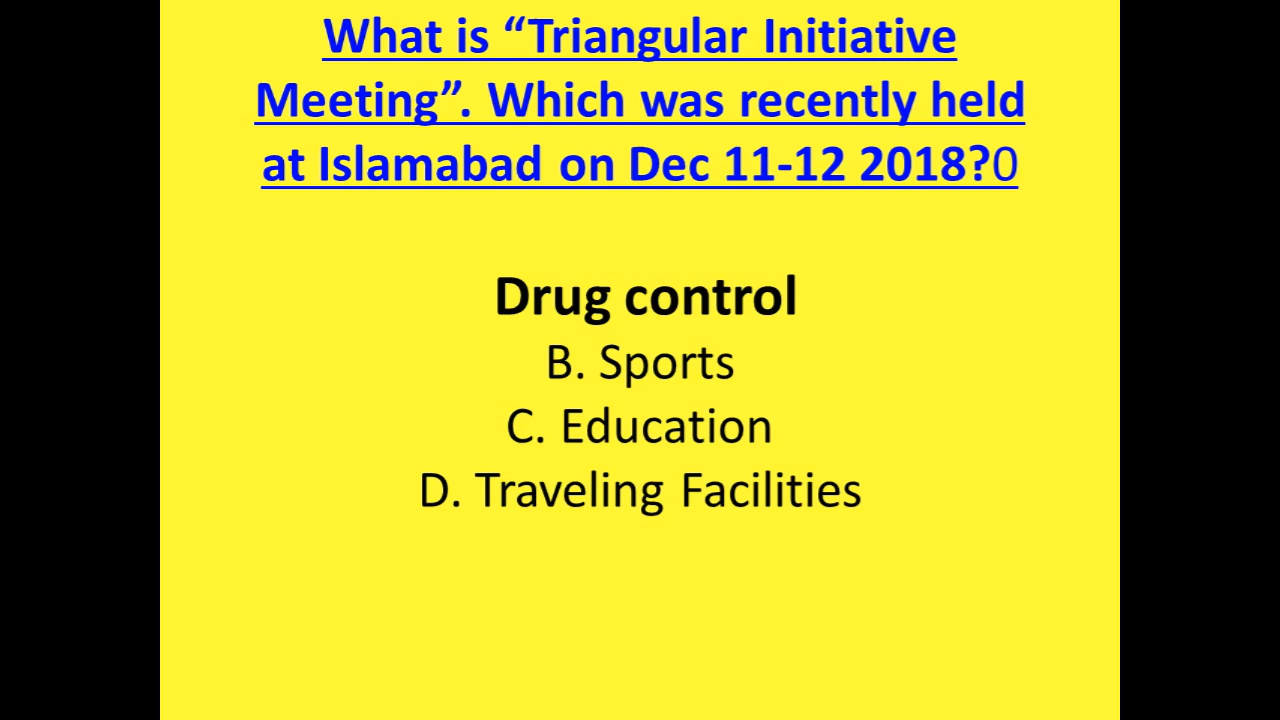 What is “Triangular Initiative
Meeting”. Which was recently held
at Islamabad on Dec 11-12 2018?0
Drug control
B. Sports
C. Education
D. Traveling Facilities